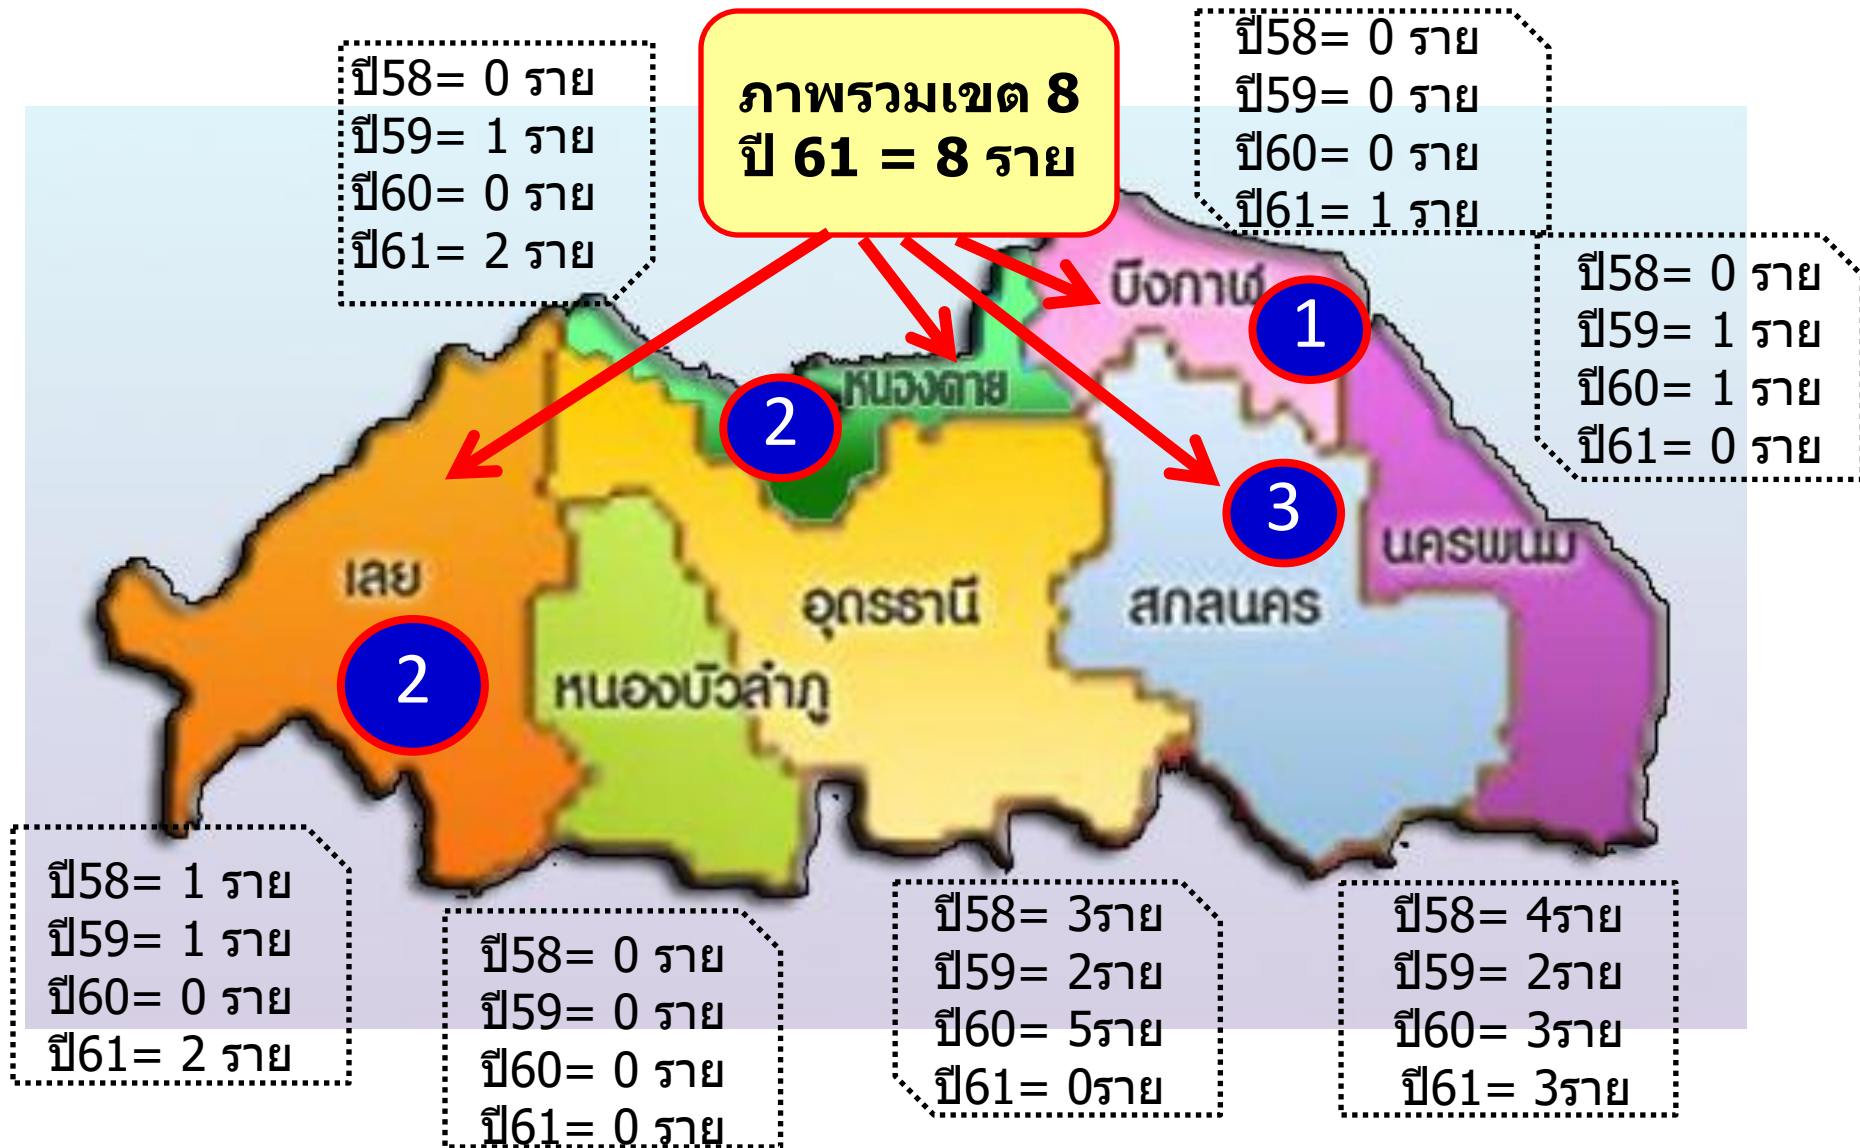 ปี58= 0 ราย
ปี59= 1 ราย
ปี60= 0 ราย
ปี61= 2 ราย
ภาพรวมเขต 8
ปี 61 = 8 ราย
ปี58= 0 ราย
ปี59= 0 ราย
ปี60= 0 ราย
ปี61= 1 ราย
ปี58= 0 ราย
ปี59= 1 ราย
ปี60= 1 ราย
ปี61= 0 ราย
บึงกาฬ
1
หนองคาย
2
3
นครพนม
เลย
2
อุดรธานี
สกลนคร
หนองบัวลำภู
ปี58= 1 ราย
ปี59= 1 ราย
ปี60= 0 ราย
ปี61= 2 ราย
ปี58= 0 ราย
ปี59= 0 ราย
ปี60= 0 ราย
ปี61= 0 ราย
ปี58= 3ราย
ปี59= 2ราย
ปี60= 5ราย
ปี61= 0ราย
ปี58= 4ราย
ปี59= 2ราย
ปี60= 3ราย
ปี61= 3ราย